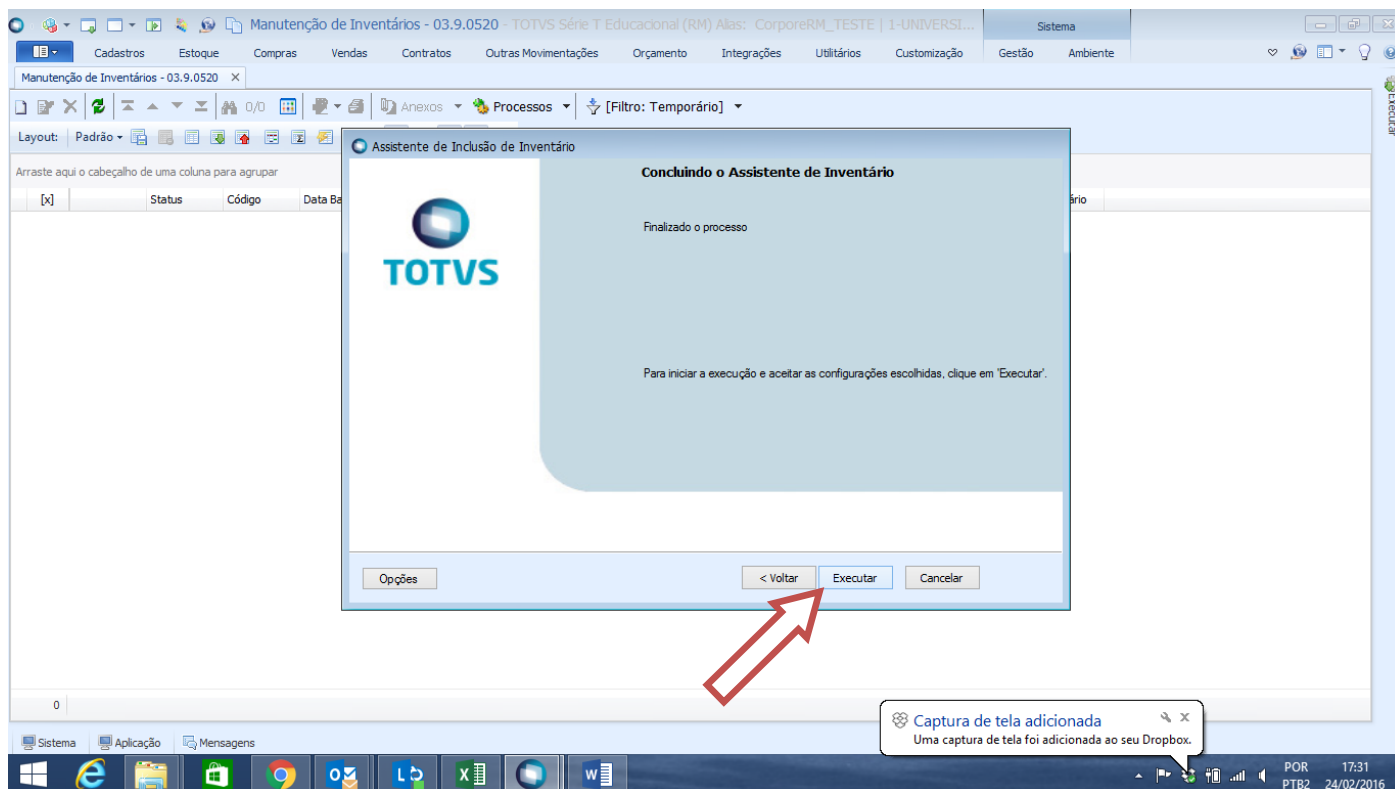 Manutenção de Inventários - 03.9.0520 - TOTVS Série T Educacional (RM) Alias: CorporeRM_TESTE | 1-UNIVERSI...
Sistema
Cadastros Estoque Compras Vendas Contratos Outras Movimentações Orçamento Integrações Utilitários Customização Gestão Ambiente
Manutenção de Inventários - 03.9.0520 X
0/0 Anexos Processos [Filtro: Temporário]
Executar
Layout: Padrão
Assistente de Inclusão de Inventário
Arraste aqui o cabeçalho de uma coluna para agrupar
Concluindo o Assistente de Inventário
[x] Status Código Data Ba ário
Finalizado o processo
TOTVS
Para iniciar a execução e aceitar as configurações escolhidas, clique em 'Executar'.
Opções < Voltar Executar Cancelar
0
Captura de tela adicionada
Uma captura de tela foi adicionada ao seu Dropbox.
Sistema Aplicação Mensagens
POR 17:31
PTB2 24/02/2016